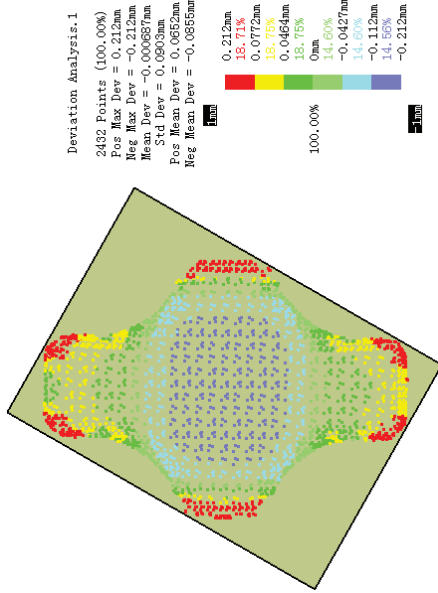 Deviation Analysis.1
2432 Points (100.00%)
Pos Max Dev = 0.212mm
Neg Max Dev = -0.212mm
Mean Dev = -0.000687mm
Std Dev = 0.0903mm
Pos Mean Dev = 0.0652mm
Neg Mean Dev = -0.0855mm
1mm
0.212mm
18.71%
0.0772mm
18.75%
0.0464mm
18.75%
0mm
14.60%
-0.0427mm
14.60%
-0.112mm
14.56%
-0.212mm
100.00%
-1mm